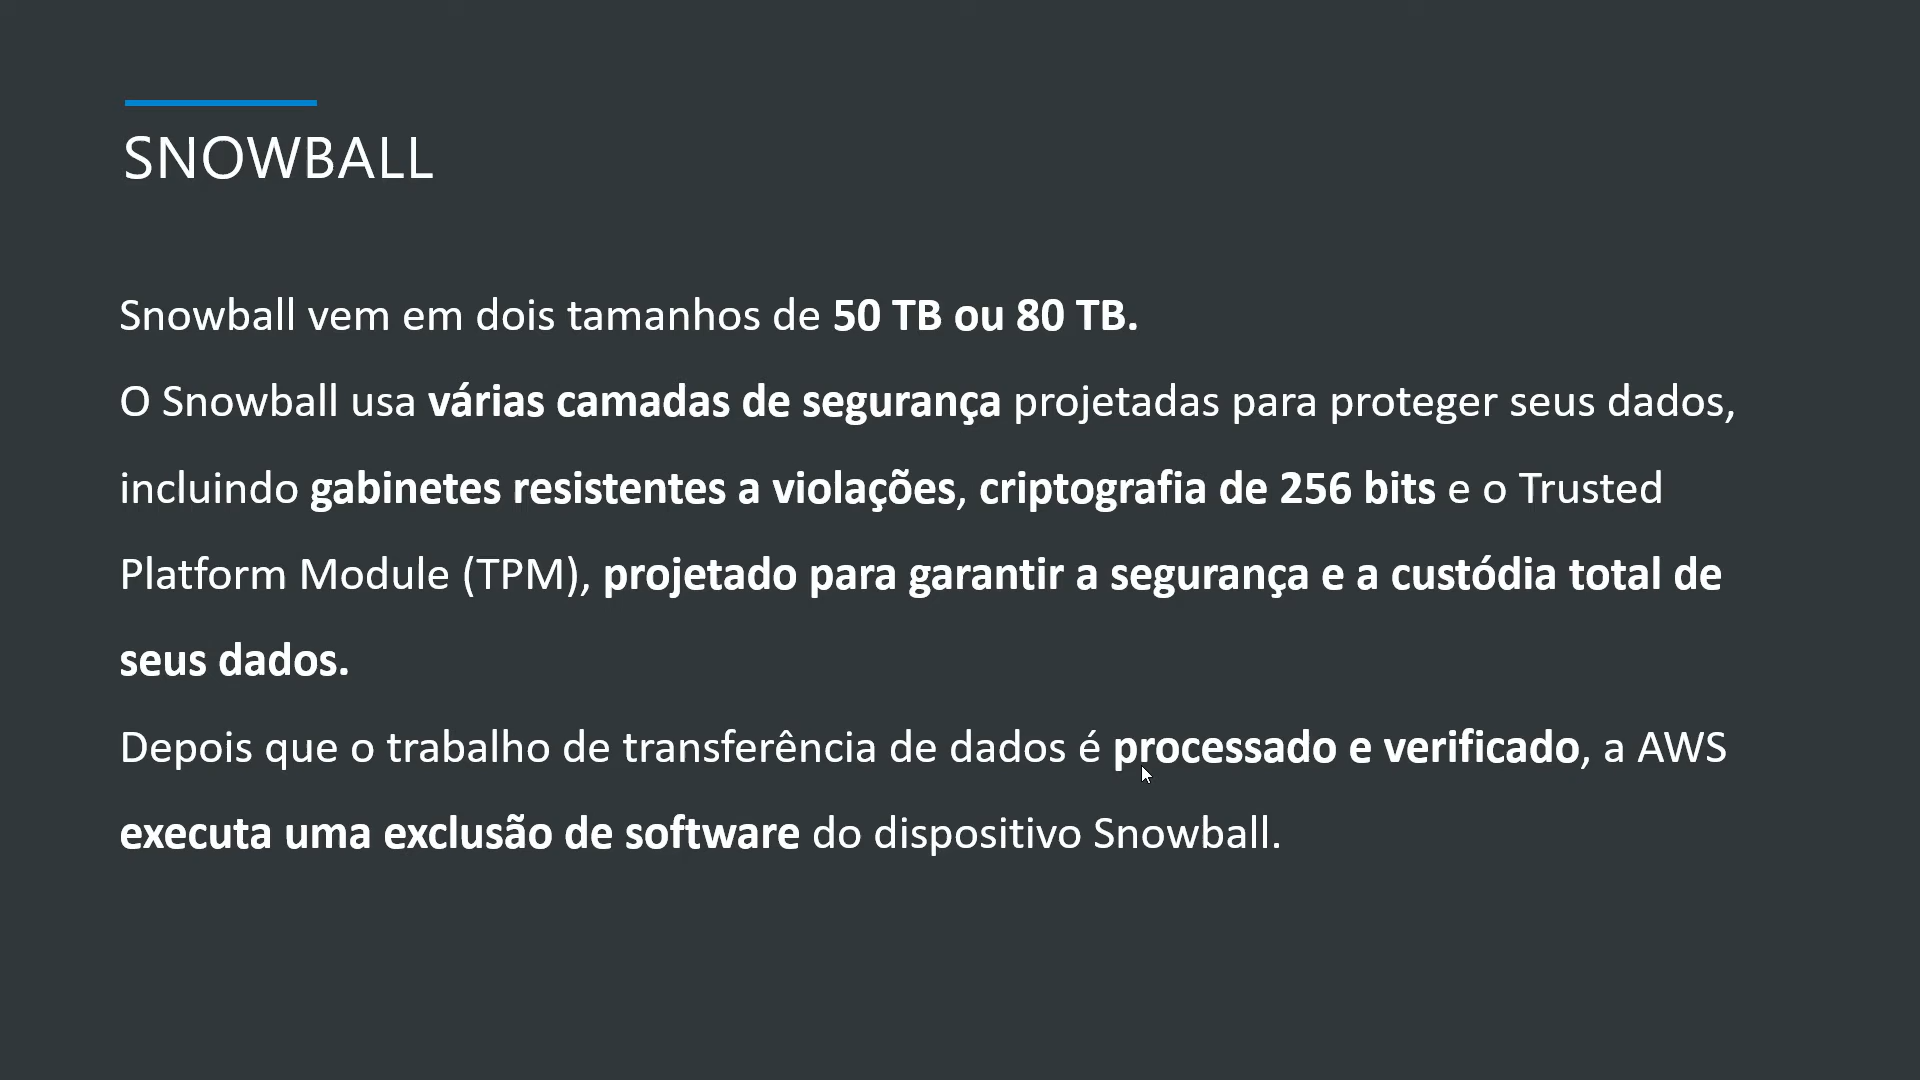 SNOWBALL
Snowball vem em dois tamanhos de 50 TB ou 80 TB.
O Snowball usa várias camadas de segurança projetadas para proteger seus dados,
incluindo gabinetes resistentes a violações, criptografia de 256 bits e o Trusted
Platform Module (TPM), projetado para garantir a segurança e a custódia total de
seus dados.
Depois que o trabalho de transferência de dados é processado e verificado, a AWS
executa uma exclusão de software do dispositivo Snowball.